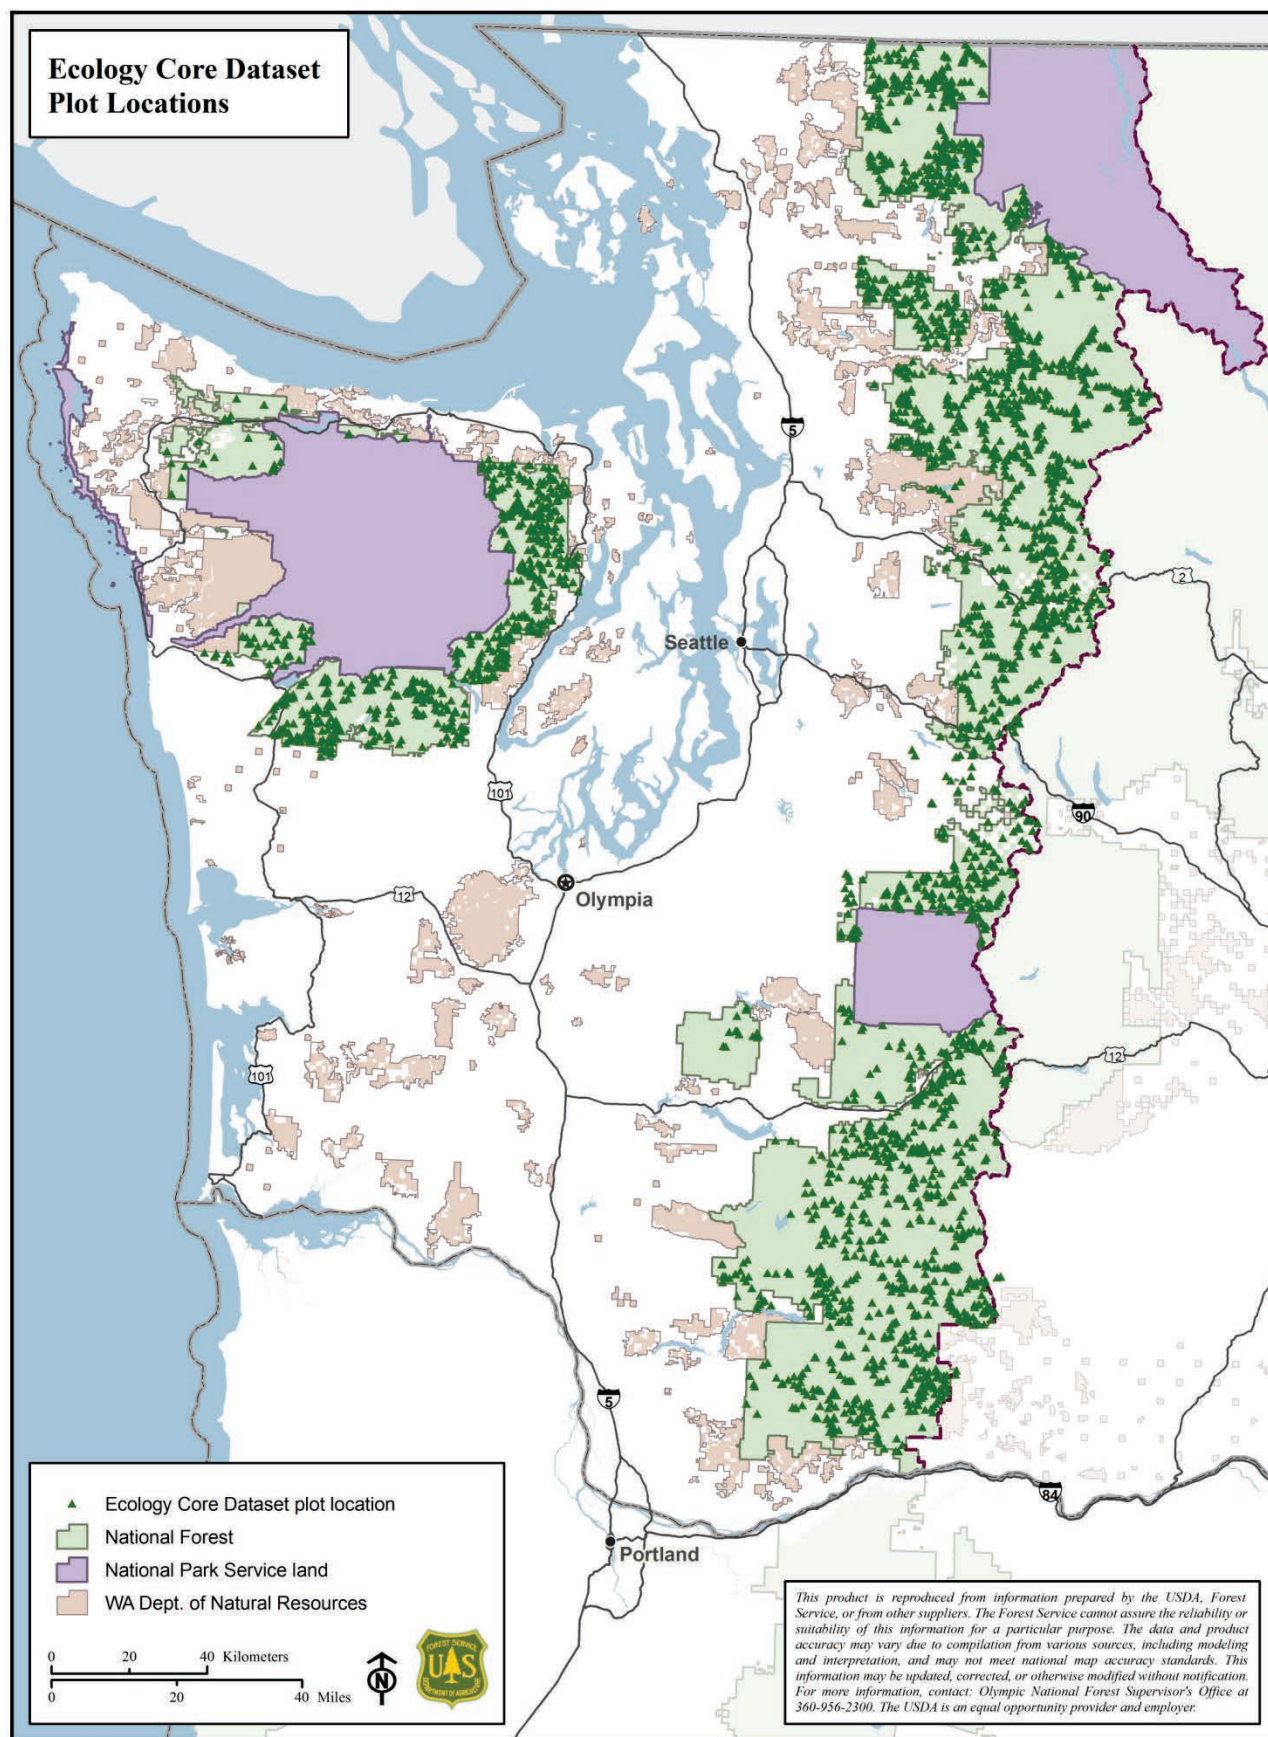 Ecology Core Dataset
Plot Locations
5
2
Seattle
101
90
12
Olympia
101
12
5
84
Portland
Ecology Core Dataset plot location
National Forest
National Park Service land
WA Dept. of Natural Resources
0 20 40 Kilometers
0 20 40 Miles
N
FOREST SERVICE
U S
DEPARTMENT OF AGRICULTURE
This product is reproduced from information prepared by the USDA, Forest
Service, or from other suppliers. The Forest Service cannot assure the reliability or
suitability of this information for a particular purpose. The data and product
accuracy may vary due to compilation from various sources, including modeling
and interpretation, and may not meet national map accuracy standards. This
information may be updated, corrected, or otherwise modified without notification.
For more information, contact: Olympic National Forest Supervisor's Office at
360-956-2300. The USDA is an equal opportunity provider and employer.